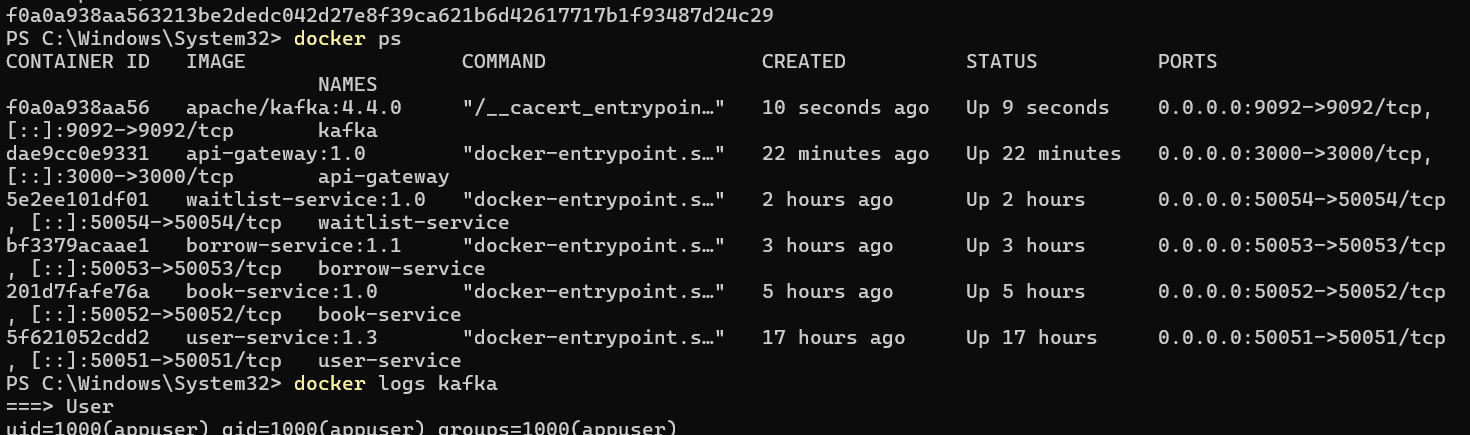 f0a0a938aa563213be2dedc042d27e8f39ca621b6d42617717b1f93487d24c29
PS C:\Windows\System32> docker ps
CONTAINER ID   IMAGE                  COMMAND                  CREATED          STATUS          PORTS
                          NAMES
f0a0a938aa56   apache/kafka:4.4.0     "/__cacert_entrypoin…"   10 seconds ago   Up 9 seconds    0.0.0.0:9092->9092/tcp,
[::]:9092->9092/tcp       kafka
dae9cc0e9331   api-gateway:1.0        "docker-entrypoint.s…"   22 minutes ago   Up 22 minutes   0.0.0.0:3000->3000/tcp,
[::]:3000->3000/tcp       api-gateway
5e2ee101df01   waitlist-service:1.0   "docker-entrypoint.s…"   2 hours ago      Up 2 hours      0.0.0.0:50054->50054/tcp
, [::]:50054->50054/tcp   waitlist-service
bf3379acaae1   borrow-service:1.1     "docker-entrypoint.s…"   3 hours ago      Up 3 hours      0.0.0.0:50053->50053/tcp
, [::]:50053->50053/tcp   borrow-service
201d7fafe76a   book-service:1.0       "docker-entrypoint.s…"   5 hours ago      Up 5 hours      0.0.0.0:50052->50052/tcp
, [::]:50052->50052/tcp   book-service
5f621052cdd2   user-service:1.3       "docker-entrypoint.s…"   17 hours ago     Up 17 hours     0.0.0.0:50051->50051/tcp
, [::]:50051->50051/tcp   user-service
PS C:\Windows\System32> docker logs kafka
===> User
uid=1000(appuser) gid=1000(appuser) groups=1000(appuser)